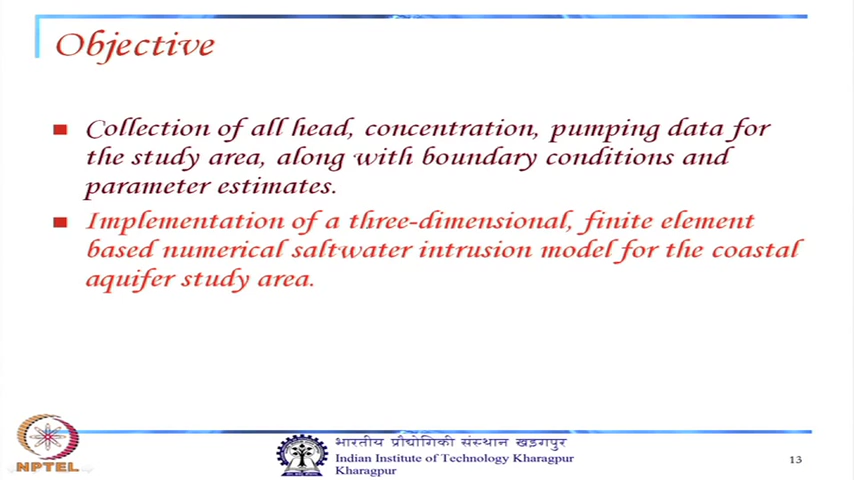 Objective
Collection of all head, concentration, pumping data for
the study area, along with boundary conditions and
parameter estimates.
Implementation of a three-dimensional, finite element
based numerical saltwater intrusion model for the coastal
aquifer study area.
NPTEL
भारतीय प्रौद्योगिकी संस्थान खड़गपुर
Indian Institute of Technology Kharagpur
Kharagpur
13